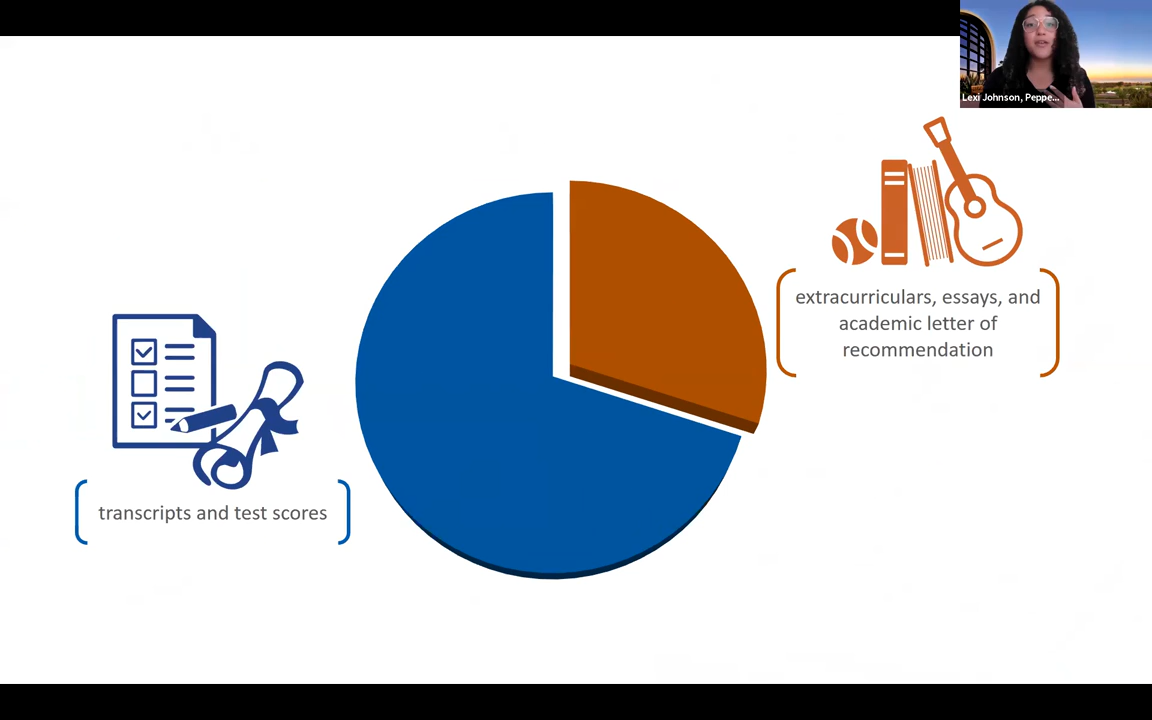 Lexi Johnson, Peppe...
extracurriculars, essays, and
academic letter of
recommendation
transcripts and test scores